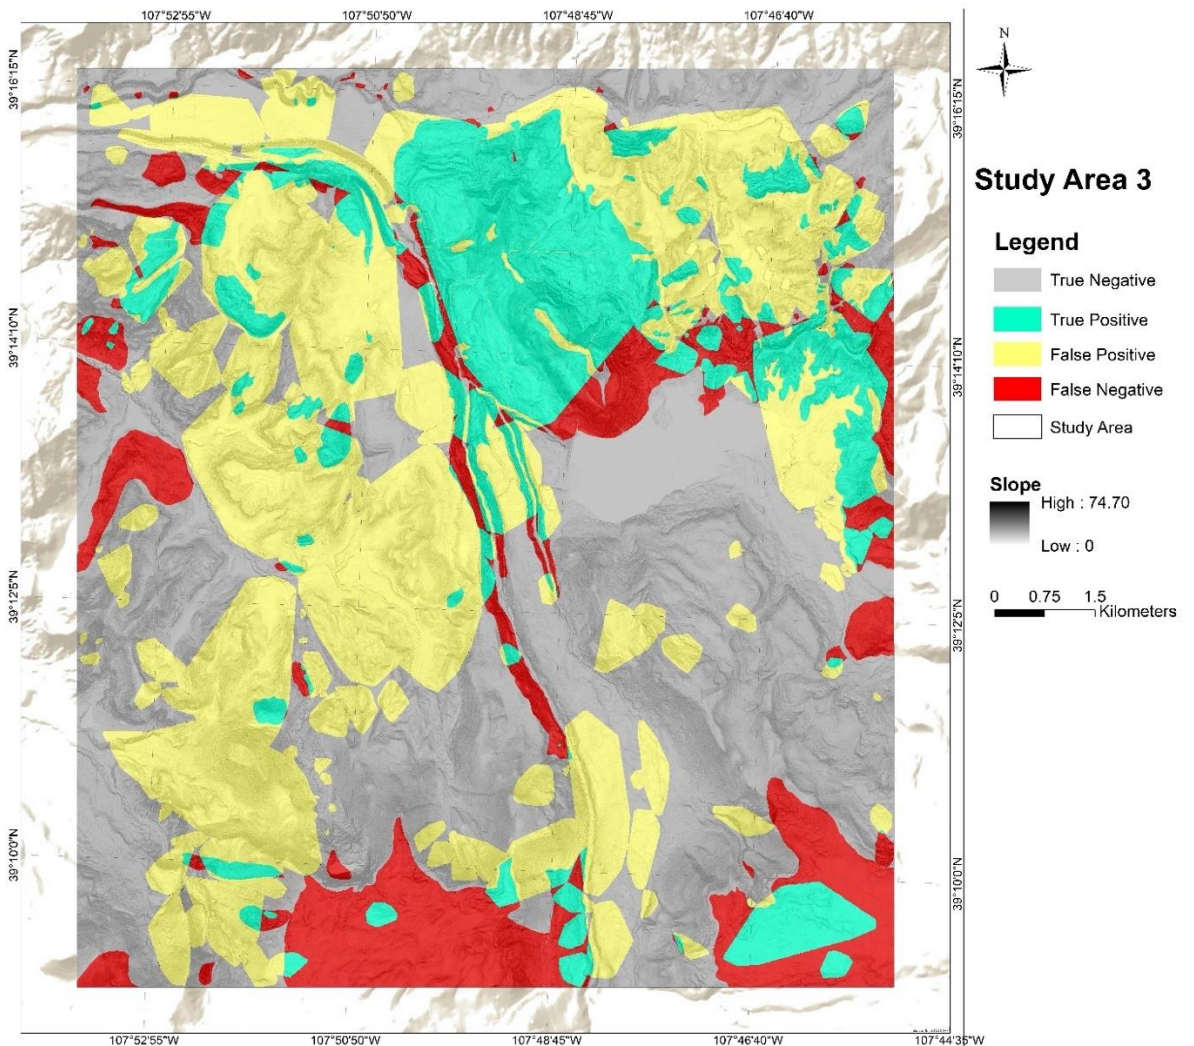 107°52'55"W 107°50'50"W 107°48'45"W 107°46'40"W
N
39°16'15"N
39°16'15"N
Study Area 3
Legend
True Negative
True Positive
39°14'10"N
False Positive
39°14'10"N
False Negative
Study Area
Slope
High : 74.70
Low : 0
39°12'5"N
39°12'5"N
0 0.75 1.5
Kilometers
39°10'0"N
39°10'0"N
107°52'55"W 107°50'50"W 107°48'45"W 107°46'40"W 107°44'35"W